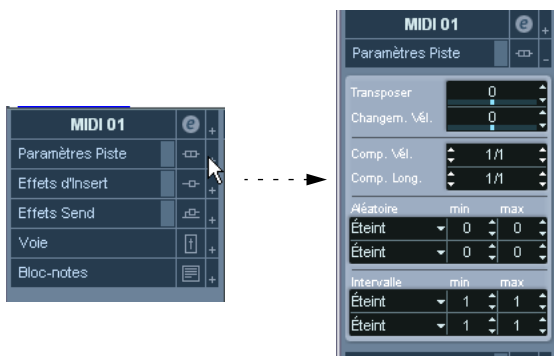 MIDI 01
Paramètres Piste
Effets d'Insert
Effets Send
Voie
Bloc-notes
MIDI 01
Paramètres Piste
Transposer 0
Changem. Vél. 0
Comp. Vél. 1/1
Comp. Long. 1/1
Aléatoire min max
Éteint 0 0
Éteint 0 0
Intervalle min max
Éteint 1 1
Éteint 1 1